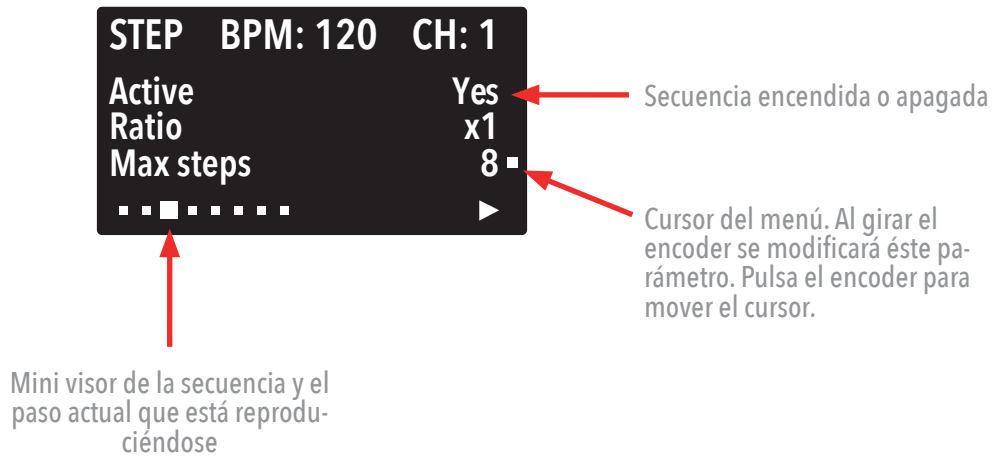 STEP BPM: 120 CH: 1
Active Yes
Ratio x1
Max steps 8
Secuencia encendida o apagada
Cursor del menú. Al girar el
encoder se modificará éste pa-
rámetro. Pulsa el encoder para
mover el cursor.
Mini visor de la secuencia y el
paso actual que está reprodu-
ciéndose